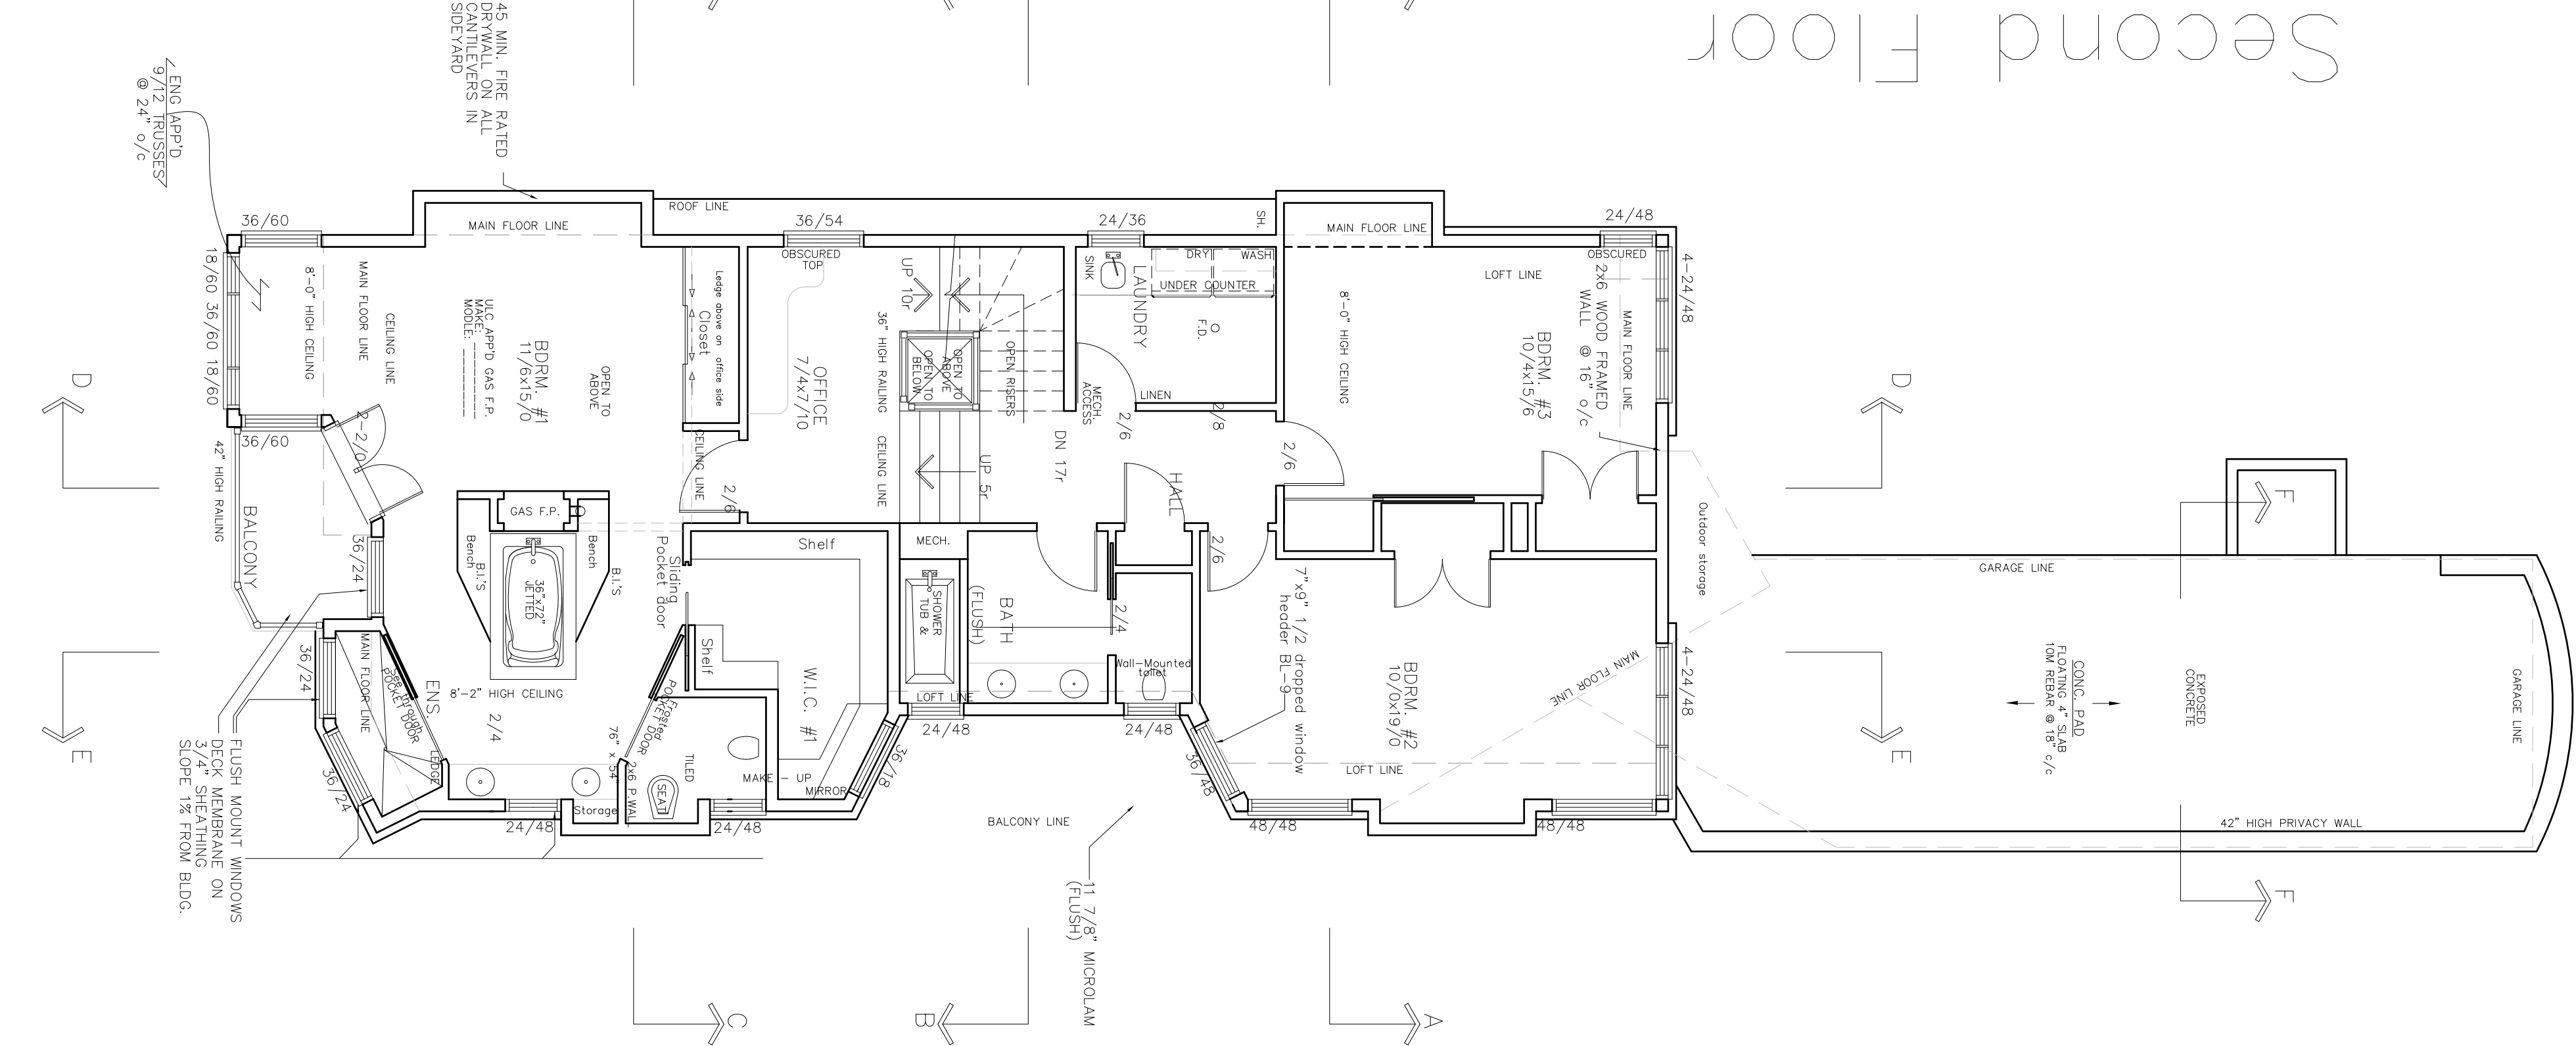 Second Floor
45 MIN. FIRE RATED
DRYWALL ON ALL
CANTILEVERS IN
SIDEYARD
ENG APP'D
9/12 TRUSSES
@ 24" o/c
ROOF LINE
36/60
MAIN FLOOR LINE
36/54
24/36
SH.
MAIN FLOOR LINE
24/48
OBSCURED
TOP
OBSCURED
18/60 36/60 18/60
8'-0" HIGH CEILING
MAIN FLOOR LINE
CEILING LINE
ULC APP'D GAS F.P.
MAKE:
MODLE:
BDRM. #1
11/6x15/0
OPEN TO
ABOVE
Ledge above on office side
Closet
OFFICE
7/4x7/10
36" HIGH RAILING
CEILING LINE
UP 10r
OPEN TO
ABOVE
OPEN TO
BELOW
OPEN RISERS
UP 5r
DN 17r
SINK
LAUNDRY
DRY
WASH
UNDER COUNTER
F.D.
LINEN
MECH.
ACCESS
2/6
2/8
2/6
8'-0" HIGH CEILING
LOFT LINE
BDRM. #3
10/4x15/6
2x6 WOOD FRAMED
WALL @ 16" o/c
MAIN FLOOR LINE
4-24/48
36/60
2-2/0
42" HIGH RAILING
BALCONY
36/24
CEILING LINE
2/6
GAS F.P.
Bench
B.I.'S
Bench
B.I.'S
36"x72"
JETTED
Sliding
Pocket door
Shelf
Shelf
W.I.C. #1
MECH.
SHOWER
TUB &
BATH
(FLUSH)
2/4
HALL
2/6
Wall-Mounted
toilet
LOFT LINE
24/48
24/48
7"x9" 1/2 dropped window
header BL-9
BDRM. #2
10/0x19/0
MAIN FLOOR LINE
LOFT LINE
4-24/48
36/48
48/48
48/48
Outdoor storage
GARAGE LINE
CONC. PAD
FLOATING 4" SLAB
10M REBAR @ 18" c/c
EXPOSED
CONCRETE
GARAGE LINE
42" HIGH PRIVACY WALL
36/24
MAIN FLOOR LINE
See through
POCKET DOOR
ENS.
8'-2" HIGH CEILING
2/4
LEDGE
36/24
24/48
Storage
76" x 54"
2x6 P.WALL
Frosted
POCKET DOOR
TILED
SEAT
24/48
MAKE-UP
MIRROR
36/18
BALCONY LINE
11 7/8" MICROLAM
(FLUSH)
FLUSH MOUNT WINDOWS
DECK MEMBRANE ON
3/4" SHEATHING
SLOPE 1% FROM BLDG.
D
E
D
E
F
F
C
B
A